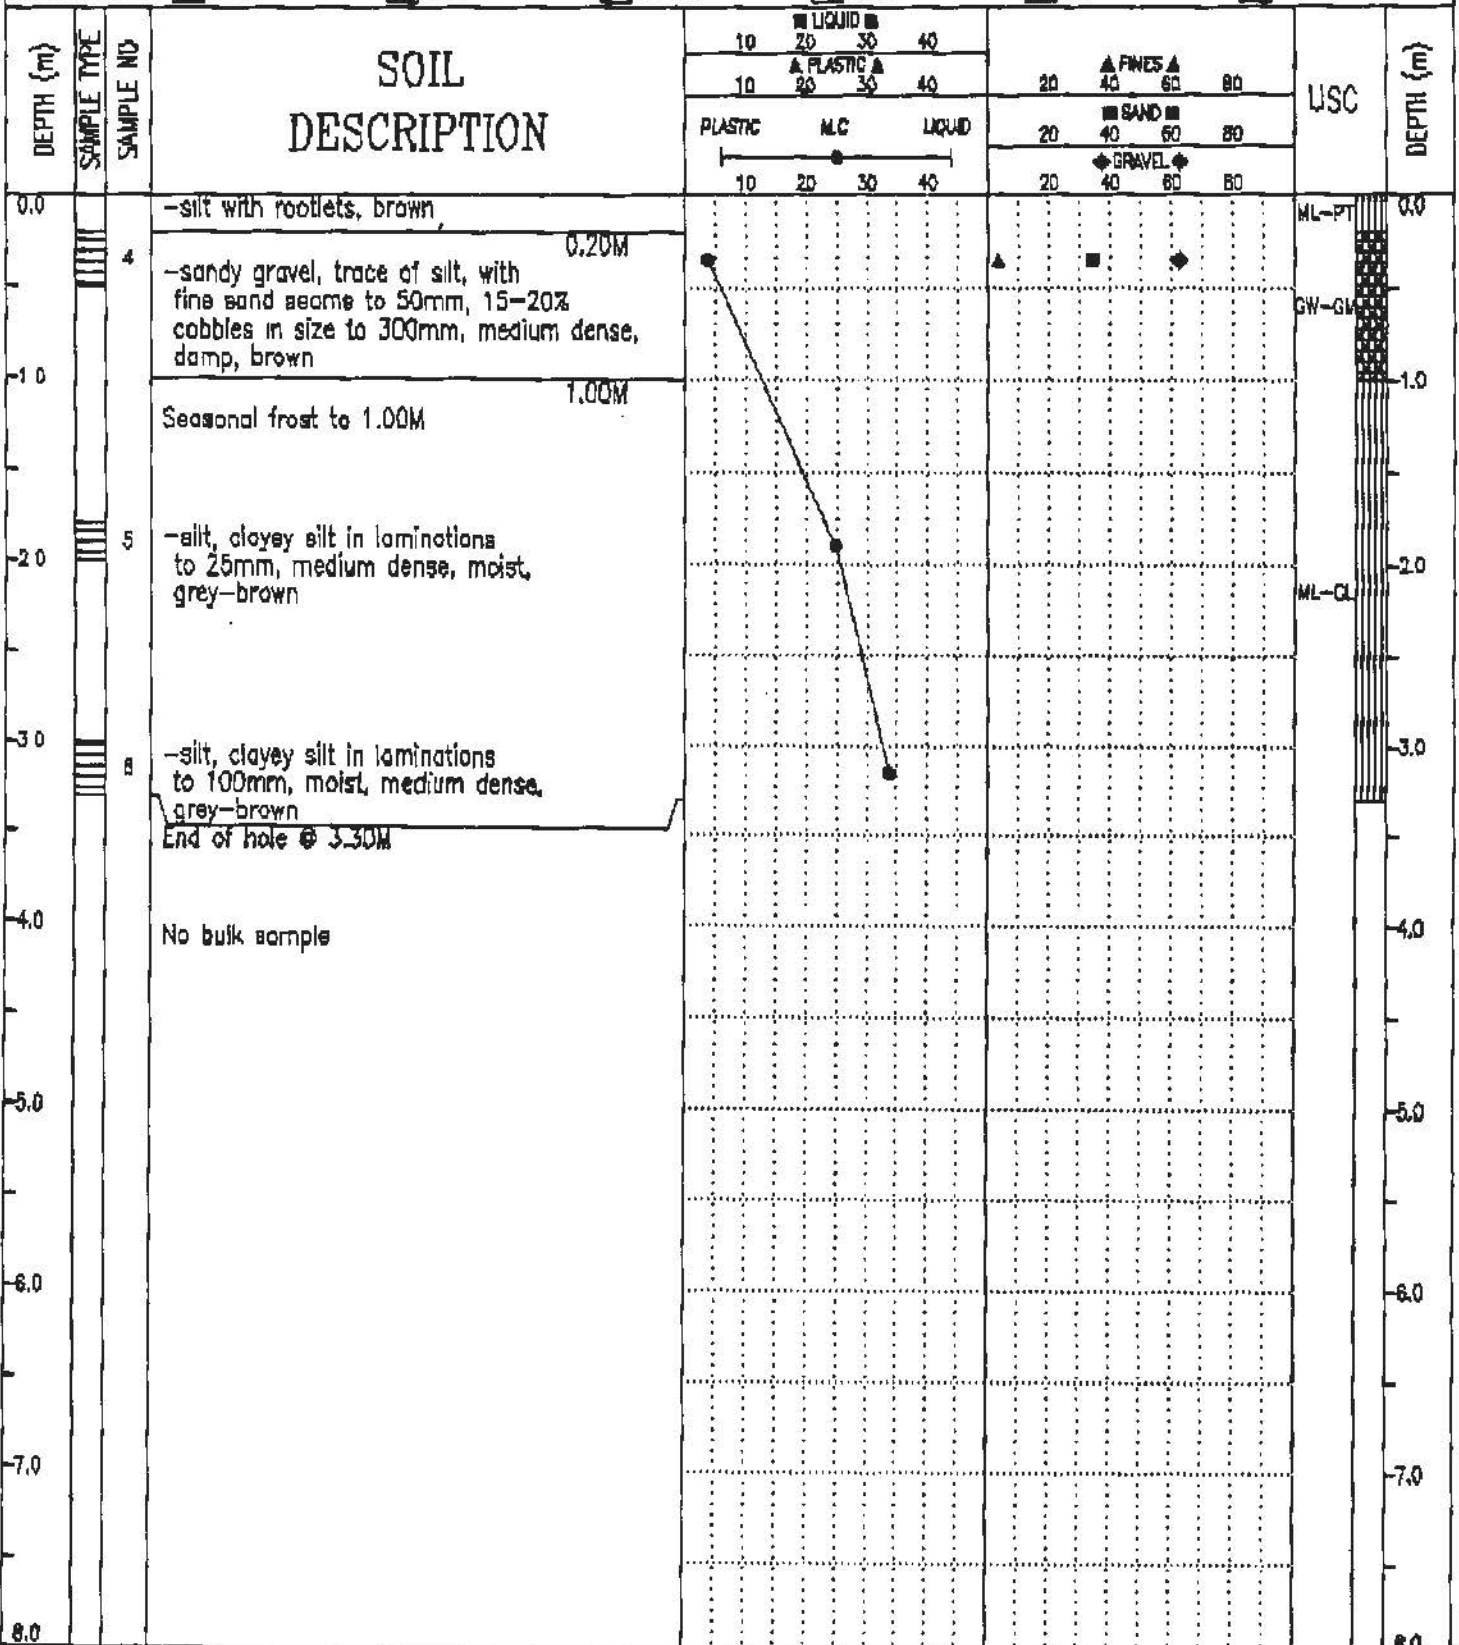 DEPTH (m)
SAMPLE TYPE
SAMPLE NO
SOIL
DESCRIPTION
■ LIQUID ■
10 20 30 40
▲ PLASTIC ▲
10 20 30 40
PLASTIC M.C LIQUID
10 20 30 40
▲ FINES ▲
20 40 60 80
■ SAND ■
20 40 60 80
◆ GRAVEL ◆
20 40 60 80
USC
DEPTH (m)
0.0 -silt with rootlets, brown ML-PT 0.0
0.20M
4
-sandy gravel, trace of silt, with
fine sand seams to 50mm, 15-20% GW-GM
cobbles in size to 300mm, medium dense,
damp, brown
-1.0 -1.0
1.00M
Seasonal frost to 1.00M
5 -silt, clayey silt in laminations
-2.0 to 25mm, medium dense, moist, -2.0
grey-brown ML-CL
-3.0 -3.0
6 -silt, clayey silt in laminations
to 100mm, moist, medium dense,
grey-brown
End of hole @ 3.30M
-4.0 -4.0
No bulk sample
-5.0 -5.0
-6.0 -6.0
-7.0 -7.0
8.0 8.0